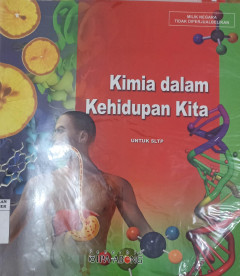 MILIK NEGARA
TIDAK DIPERJUALBELIKAN
Kimia dalam
Kehidupan Kita
UNTUK SLTP